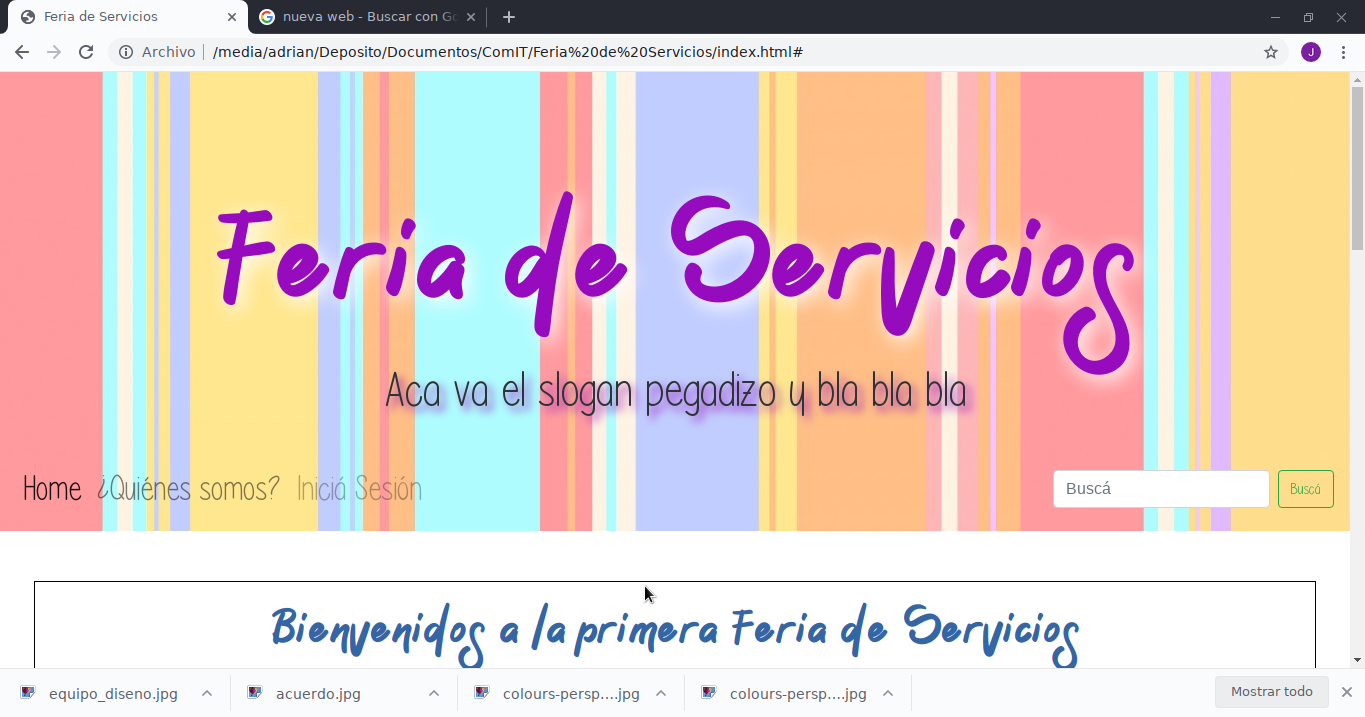 Feria de Servicios
nueva web - Buscar con Go
Archivo
/media/adrian/Deposito/Documentos/ComIT/Feria%20de%20Servicios/index.html#
J
Feria de Servicios
Aca va el slogan pegadizo y bla bla bla
Home ¿Quiénes somos? Iniciá Sesión
Buscá
Buscá
Bienvenidos a la primera Feria de Servicios
equipo_diseno.jpg
acuerdo.jpg
colours-persp....jpg
colours-persp....jpg
Mostrar todo